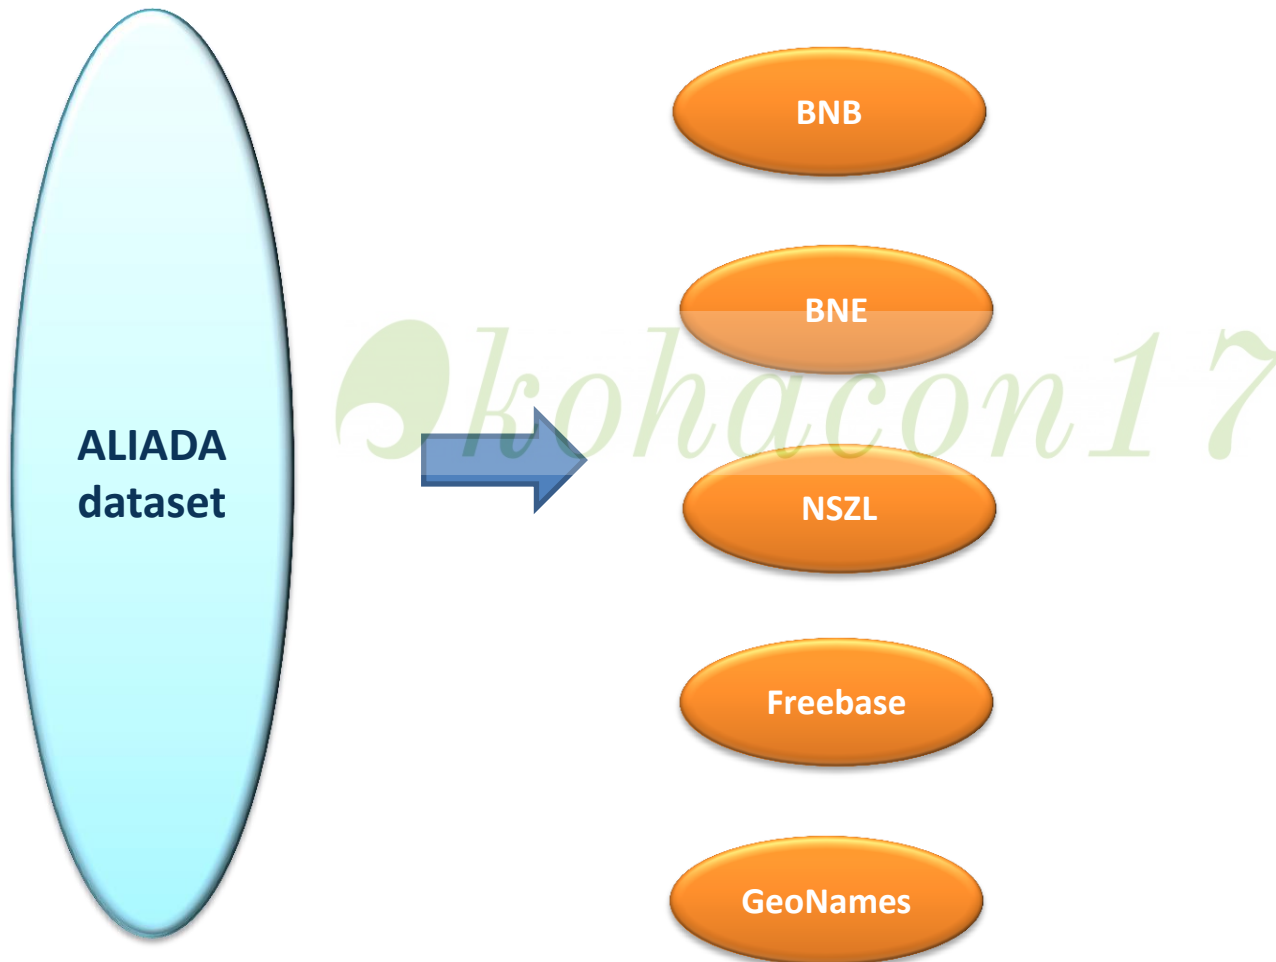 BNB
BNE
kohacon17
ALIADA
dataset
NSZL
Freebase
GeoNames